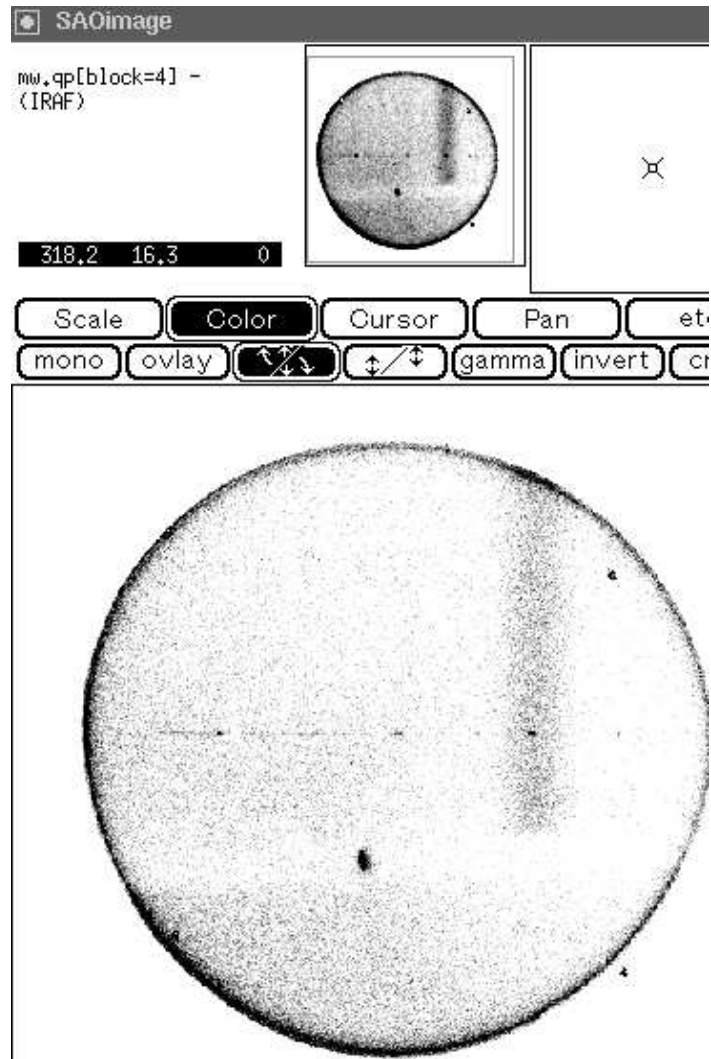 SAOimage
mw.qp[block=4] -
(IRAF)
318.2 16.3 0
Scale Color Cursor Pan
mono ovlay gamma invert